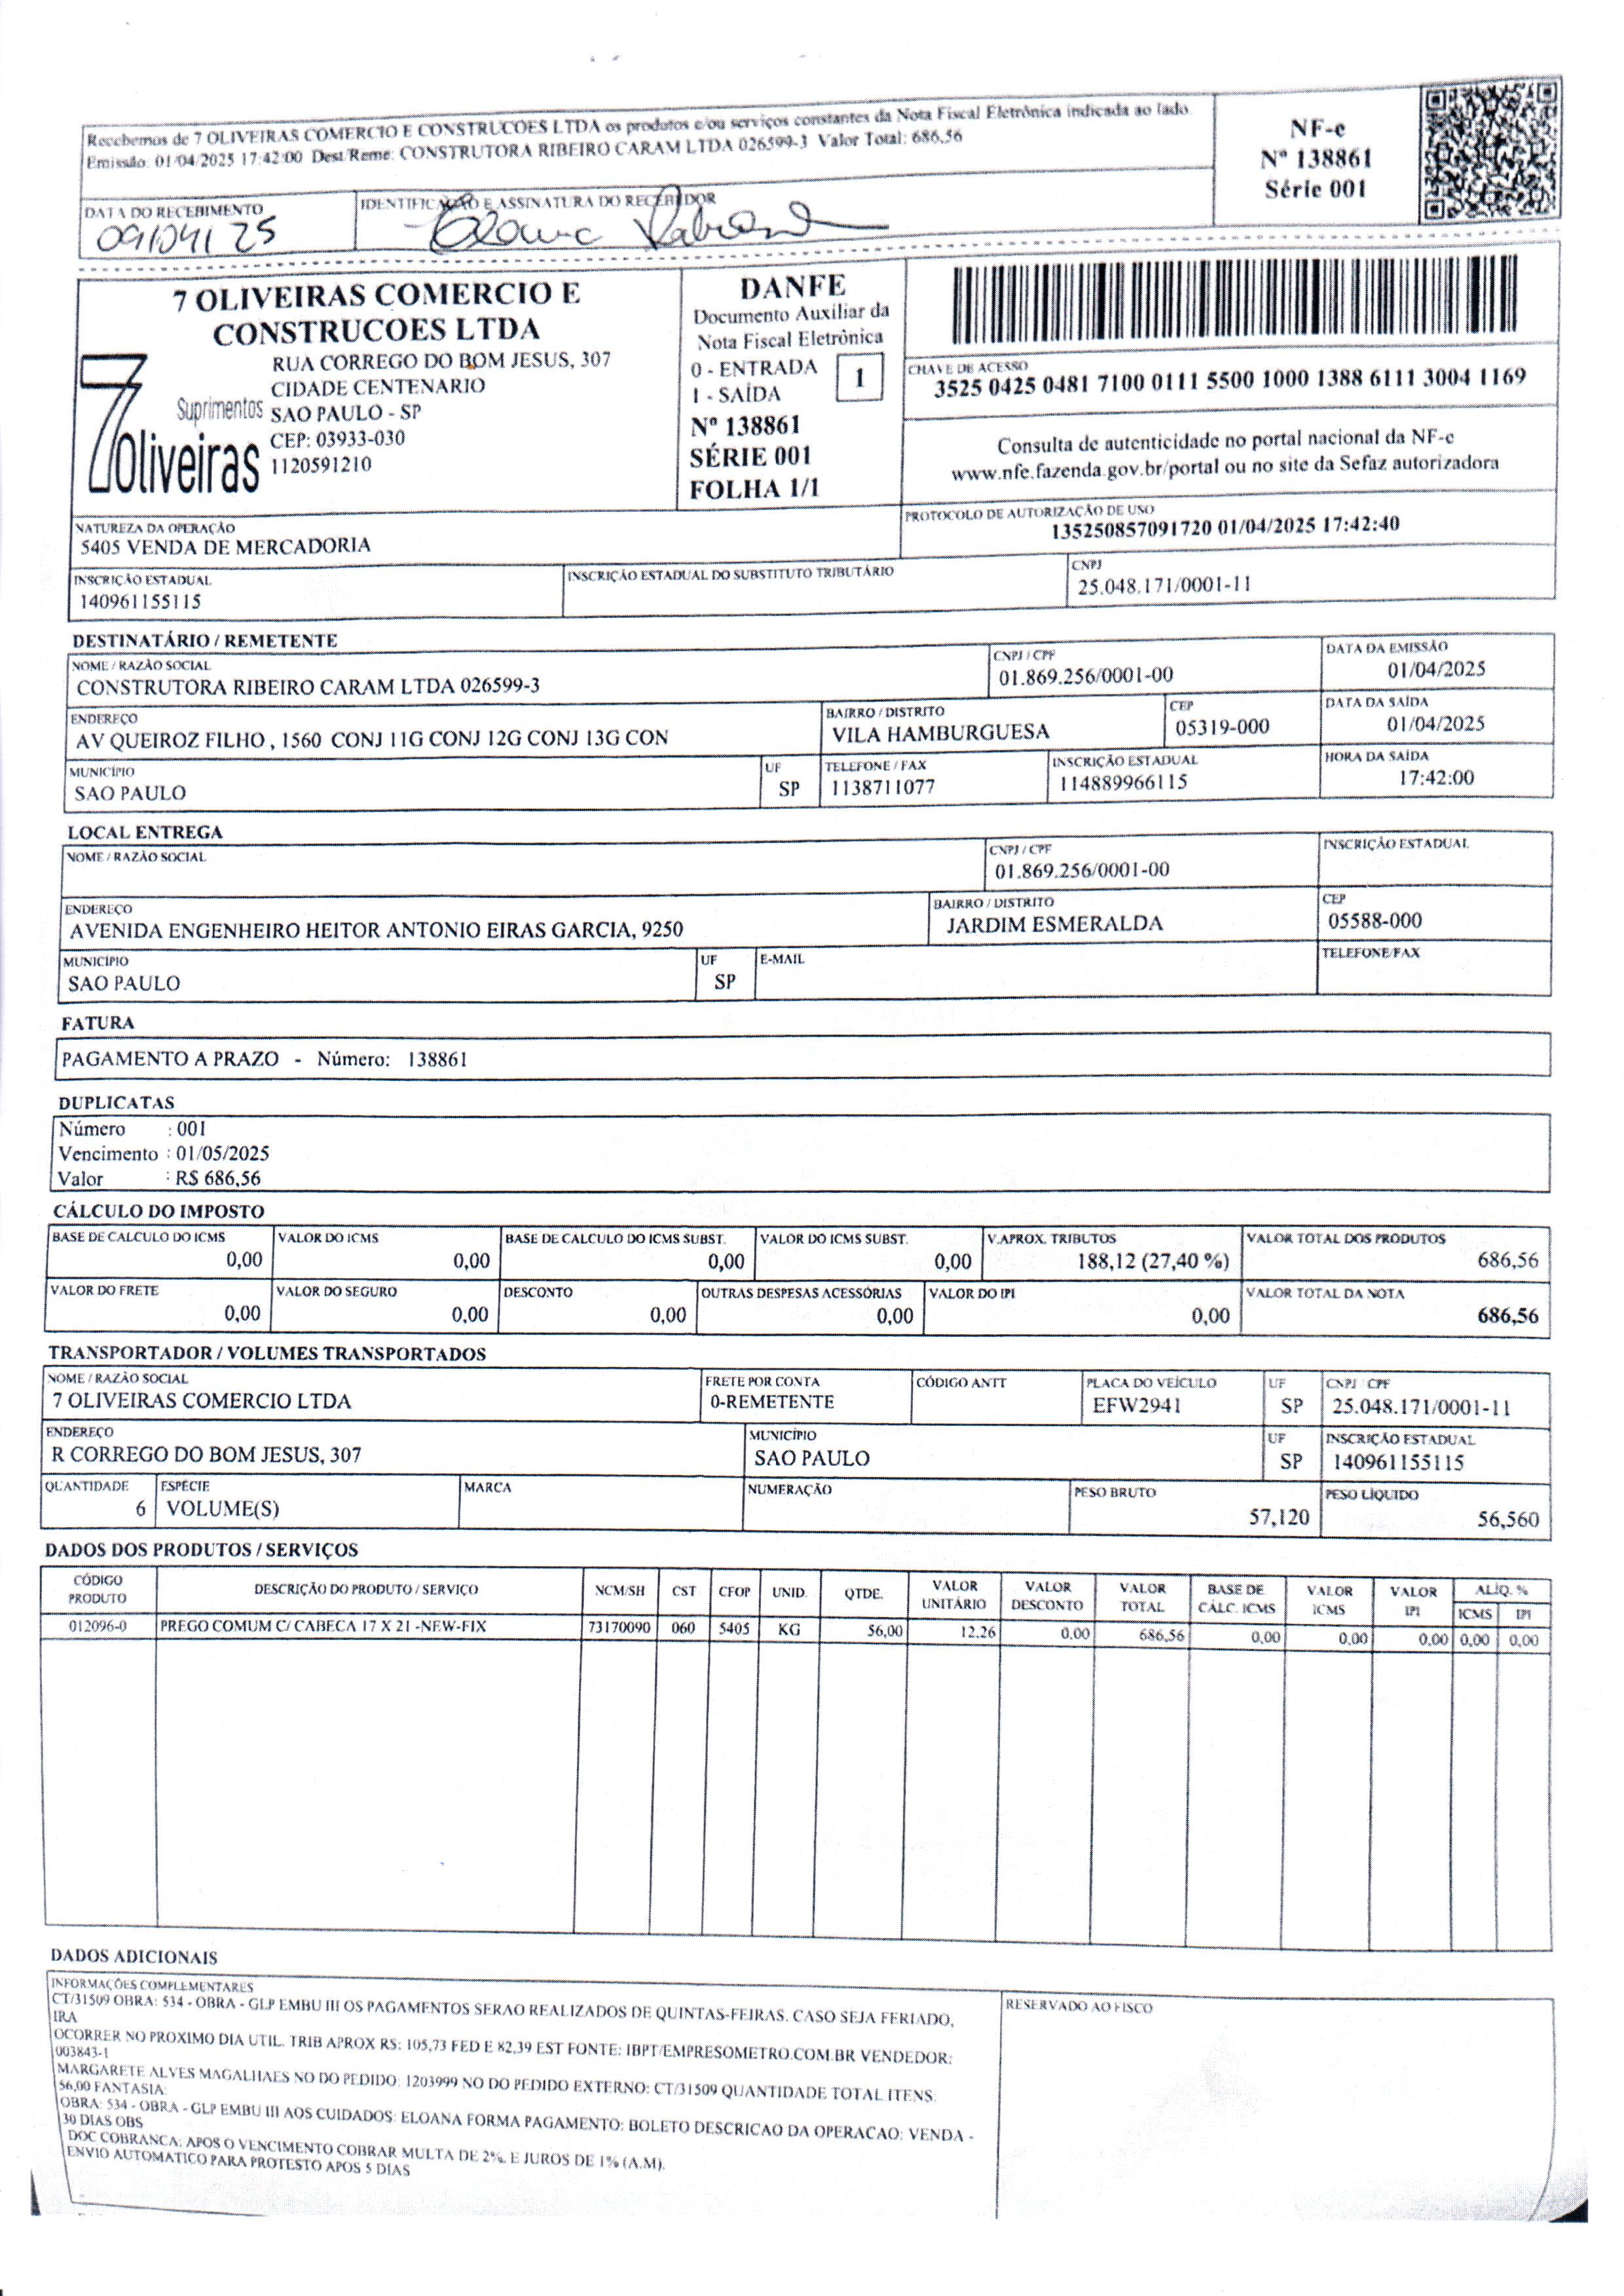 Recebemos de 7 OLIVEIRAS COMERCIO E CONSTRUCOES LTDA os produtos e/ou serviços constantes da Nota Fiscal Eletrônica indicada ao lado.
Emissão: 01/04/2025 17:42:00 Dest/Reme: CONSTRUTORA RIBEIRO CARAM LTDA 026599-3 Valor Total: 686,56
NF-e
Nº 138861
Série 001
DATA DO RECEBIMENTO
09/04/25
IDENTIFICAÇÃO E ASSINATURA DO RECEBEDOR
7 OLIVEIRAS COMERCIO E
CONSTRUCOES LTDA
RUA CORREGO DO BOM JESUS, 307
CIDADE CENTENARIO
SAO PAULO - SP
CEP: 03933-030
1120591210
7 Suprimentos
Oliveiras
DANFE
Documento Auxiliar da
Nota Fiscal Eletrônica
0 - ENTRADA
1 - SAÍDA
1
Nº 138861
SÉRIE 001
FOLHA 1/1
CHAVE DE ACESSO
3525 0425 0481 7100 0111 5500 1000 1388 6111 3004 1169
Consulta de autenticidade no portal nacional da NF-e
www.nfe.fazenda.gov.br/portal ou no site da Sefaz autorizadora
NATUREZA DA OPERAÇÃO
5405 VENDA DE MERCADORIA
PROTOCOLO DE AUTORIZAÇÃO DE USO
135250857091720 01/04/2025 17:42:40
INSCRIÇÃO ESTADUAL
140961155115
INSCRIÇÃO ESTADUAL DO SUBSTITUTO TRIBUTÁRIO
CNPJ
25.048.171/0001-11
DESTINATÁRIO / REMETENTE
NOME / RAZÃO SOCIAL
CONSTRUTORA RIBEIRO CARAM LTDA 026599-3
CNPJ / CPF
01.869.256/0001-00
DATA DA EMISSÃO
01/04/2025
ENDEREÇO
AV QUEIROZ FILHO , 1560 CONJ 11G CONJ 12G CONJ 13G CON
BAIRRO / DISTRITO
VILA HAMBURGUESA
CEP
05319-000
DATA DA SAÍDA
01/04/2025
MUNICÍPIO
SAO PAULO
UF
SP
TELEFONE / FAX
1138711077
INSCRIÇÃO ESTADUAL
114889966115
HORA DA SAÍDA
17:42:00
LOCAL ENTREGA
NOME / RAZÃO SOCIAL
CNPJ / CPF
01.869.256/0001-00
INSCRIÇÃO ESTADUAL
ENDEREÇO
AVENIDA ENGENHEIRO HEITOR ANTONIO EIRAS GARCIA, 9250
BAIRRO / DISTRITO
JARDIM ESMERALDA
CEP
05588-000
MUNICÍPIO
SAO PAULO
UF
SP
E-MAIL
TELEFONE/FAX
FATURA
PAGAMENTO A PRAZO - Número: 138861
DUPLICATAS
Número : 001
Vencimento : 01/05/2025
Valor : R$ 686,56
CÁLCULO DO IMPOSTO
BASE DE CÁLCULO DO ICMS
0,00
VALOR DO ICMS
0,00
BASE DE CÁLCULO DO ICMS SUBST.
0,00
VALOR DO ICMS SUBST.
0,00
V.APROX. TRIBUTOS
188,12 (27,40 %)
VALOR TOTAL DOS PRODUTOS
686,56
VALOR DO FRETE
0,00
VALOR DO SEGURO
0,00
DESCONTO
0,00
OUTRAS DESPESAS ACESSÓRIAS
0,00
VALOR DO IPI
0,00
VALOR TOTAL DA NOTA
686,56
TRANSPORTADOR / VOLUMES TRANSPORTADOS
NOME / RAZÃO SOCIAL
7 OLIVEIRAS COMERCIO LTDA
FRETE POR CONTA
0-REMETENTE
CÓDIGO ANTT
PLACA DO VEÍCULO
EFW2941
UF
SP
CNPJ / CPF
25.048.171/0001-11
ENDEREÇO
R CORREGO DO BOM JESUS, 307
MUNICÍPIO
SAO PAULO
UF
SP
INSCRIÇÃO ESTADUAL
140961155115
QUANTIDADE
6
ESPÉCIE
VOLUME(S)
MARCA
NUMERAÇÃO
PESO BRUTO
57,120
PESO LÍQUIDO
56,560
DADOS DOS PRODUTOS / SERVIÇOS
CÓDIGO PRODUTO DESCRIÇÃO DO PRODUTO / SERVIÇO NCM/SH CST CFOP UNID. QTDE. VALOR UNITÁRIO VALOR DESCONTO VALOR TOTAL BASE DE CÁLC. ICMS VALOR ICMS VALOR IPI ALÍQ. % ICMS IPI
012096-0 PREGO COMUM C/ CABECA 17 X 21 -NEW-FIX 73170090 060 5405 KG 56,00 12.26 0,00 686,56 0,00 0,00 0,00 0,00 0,00
DADOS ADICIONAIS
INFORMAÇÕES COMPLEMENTARES
CT/31509 OBRA: 534 - OBRA - GLP EMBU III OS PAGAMENTOS SERAO REALIZADOS DE QUINTAS-FEIRAS. CASO SEJA FERIADO,
IRA
OCORRER NO PROXIMO DIA UTIL. TRIB APROX RS: 105,73 FED E 82,39 EST FONTE: IBPT/EMPRESOMETRO.COM.BR VENDEDOR:
003843-1
MARGARETE ALVES MAGALHAES NO DO PEDIDO: 1203999 NO DO PEDIDO EXTERNO: CT/31509 QUANTIDADE TOTAL ITENS:
56,00 FANTASIA:
OBRA: 534 - OBRA - GLP EMBU III AOS CUIDADOS: ELOANA FORMA PAGAMENTO: BOLETO DESCRICAO DA OPERACAO: VENDA -
30 DIAS OBS
DOC COBRANCA: APOS O VENCIMENTO COBRAR MULTA DE 2%. E JUROS DE 1% (A.M).
ENVIO AUTOMATICO PARA PROTESTO APOS 5 DIAS
RESERVADO AO FISCO